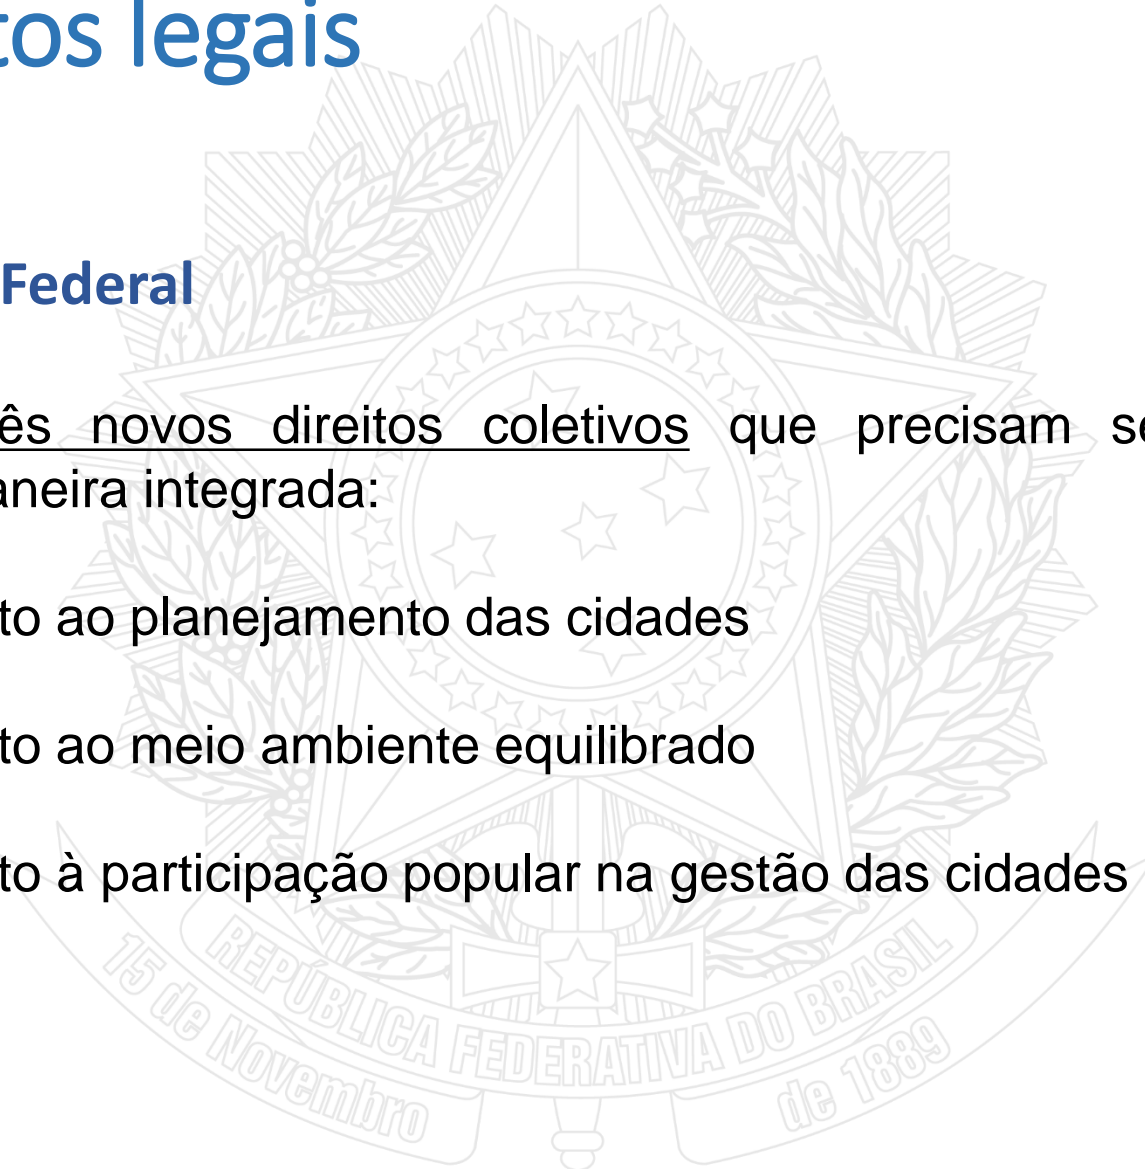 tos legais
Federal
ês novos direitos coletivos que precisam se
aneira integrada:
to ao planejamento das cidades
to ao meio ambiente equilibrado
to à participação popular na gestão das cidades
REPÚBLICA FEDERATIVA DO BRASIL
15 de Novembro de 1889